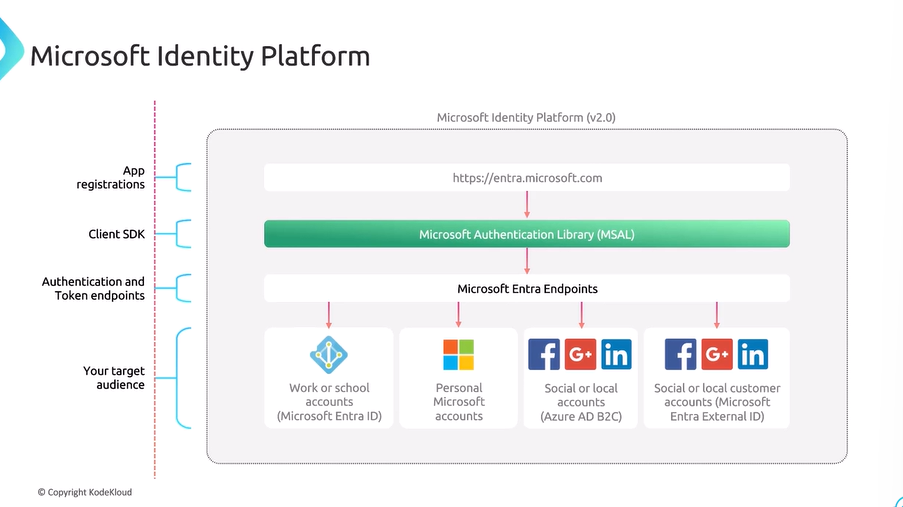 Microsoft Identity Platform
Microsoft Identity Platform (v2.0)
App
registrations
https://entra.microsoft.com
Client SDK
Microsoft Authentication Library (MSAL)
Authentication and
Token endpoints
Microsoft Entra Endpoints
Your target
audience
Work or school
accounts
(Microsoft Entra ID)
Personal
Microsoft
accounts
f G+ in
Social or local
accounts
(Azure AD B2C)
f G+ in
Social or local customer
accounts (Microsoft
Entra External ID)
© Copyright KodeKloud